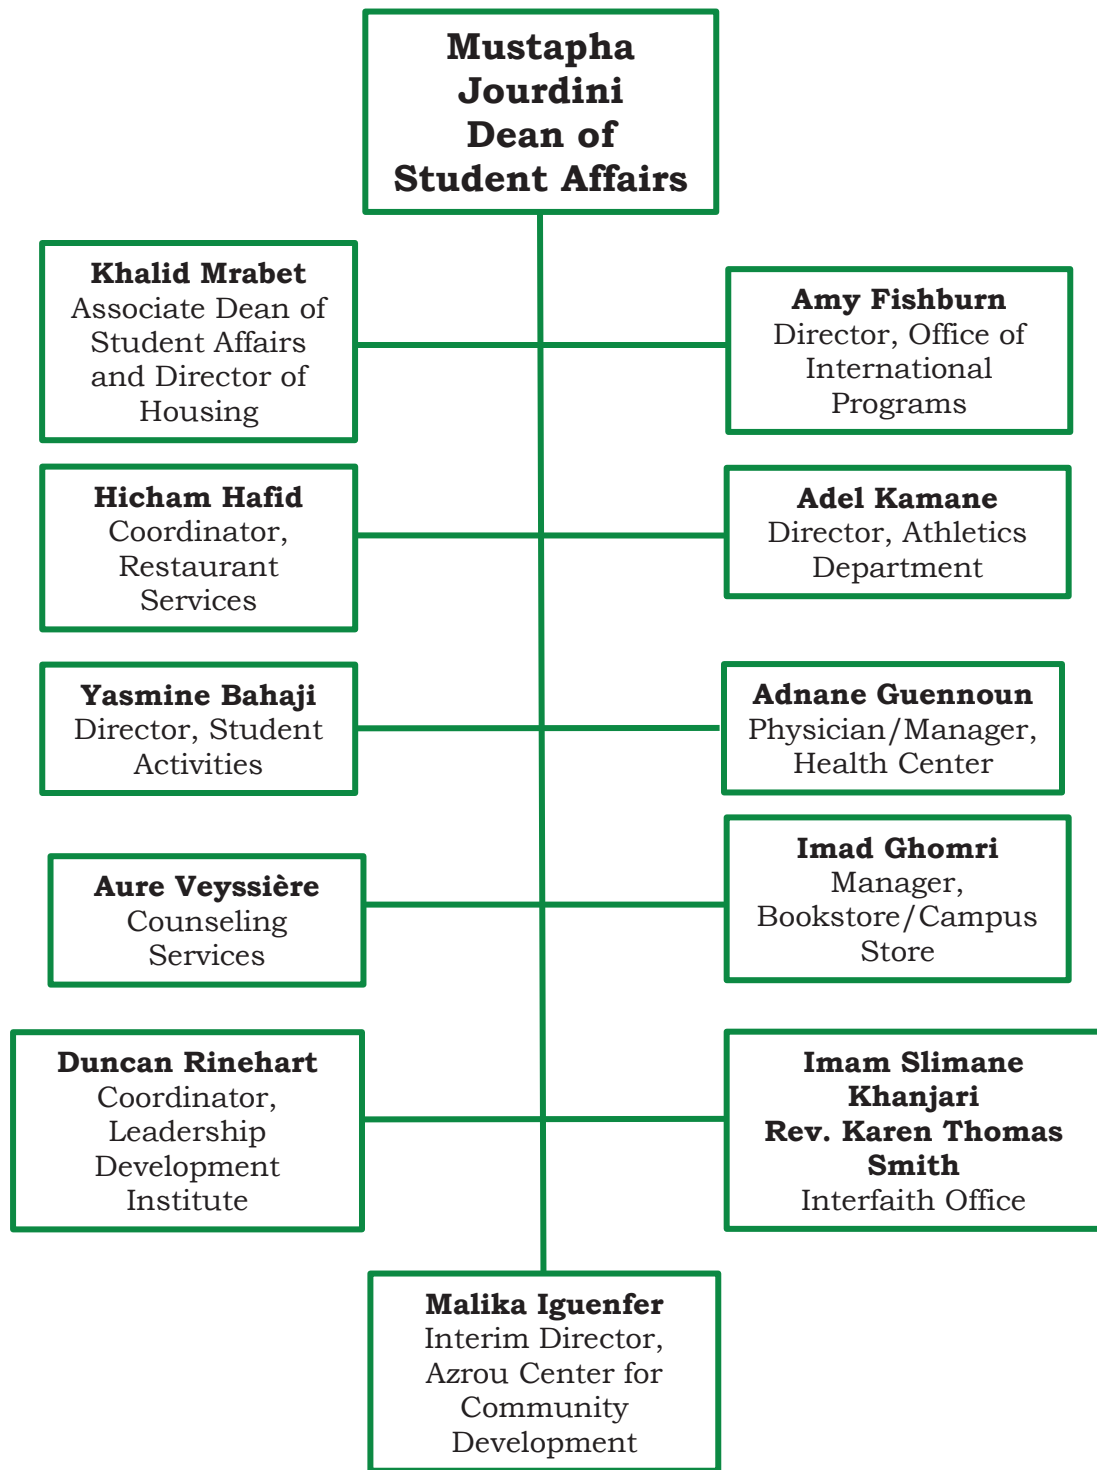 Mustapha
Jourdini
Dean of
Student Affairs
Khalid Mrabet
Associate Dean of
Student Affairs
and Director of
Housing
Amy Fishburn
Director, Office of
International
Programs
Hicham Hafid
Coordinator,
Restaurant
Services
Adel Kamane
Director, Athletics
Department
Yasmine Bahaji
Director, Student
Activities
Adnane Guennoun
Physician/Manager,
Health Center
Aure Veyssière
Counseling
Services
Imad Ghomri
Manager,
Bookstore/Campus
Store
Duncan Rinehart
Coordinator,
Leadership
Development
Institute
Imam Slimane
Khanjari
Rev. Karen Thomas
Smith
Interfaith Office
Malika Iguenfer
Interim Director,
Azrou Center for
Community
Development